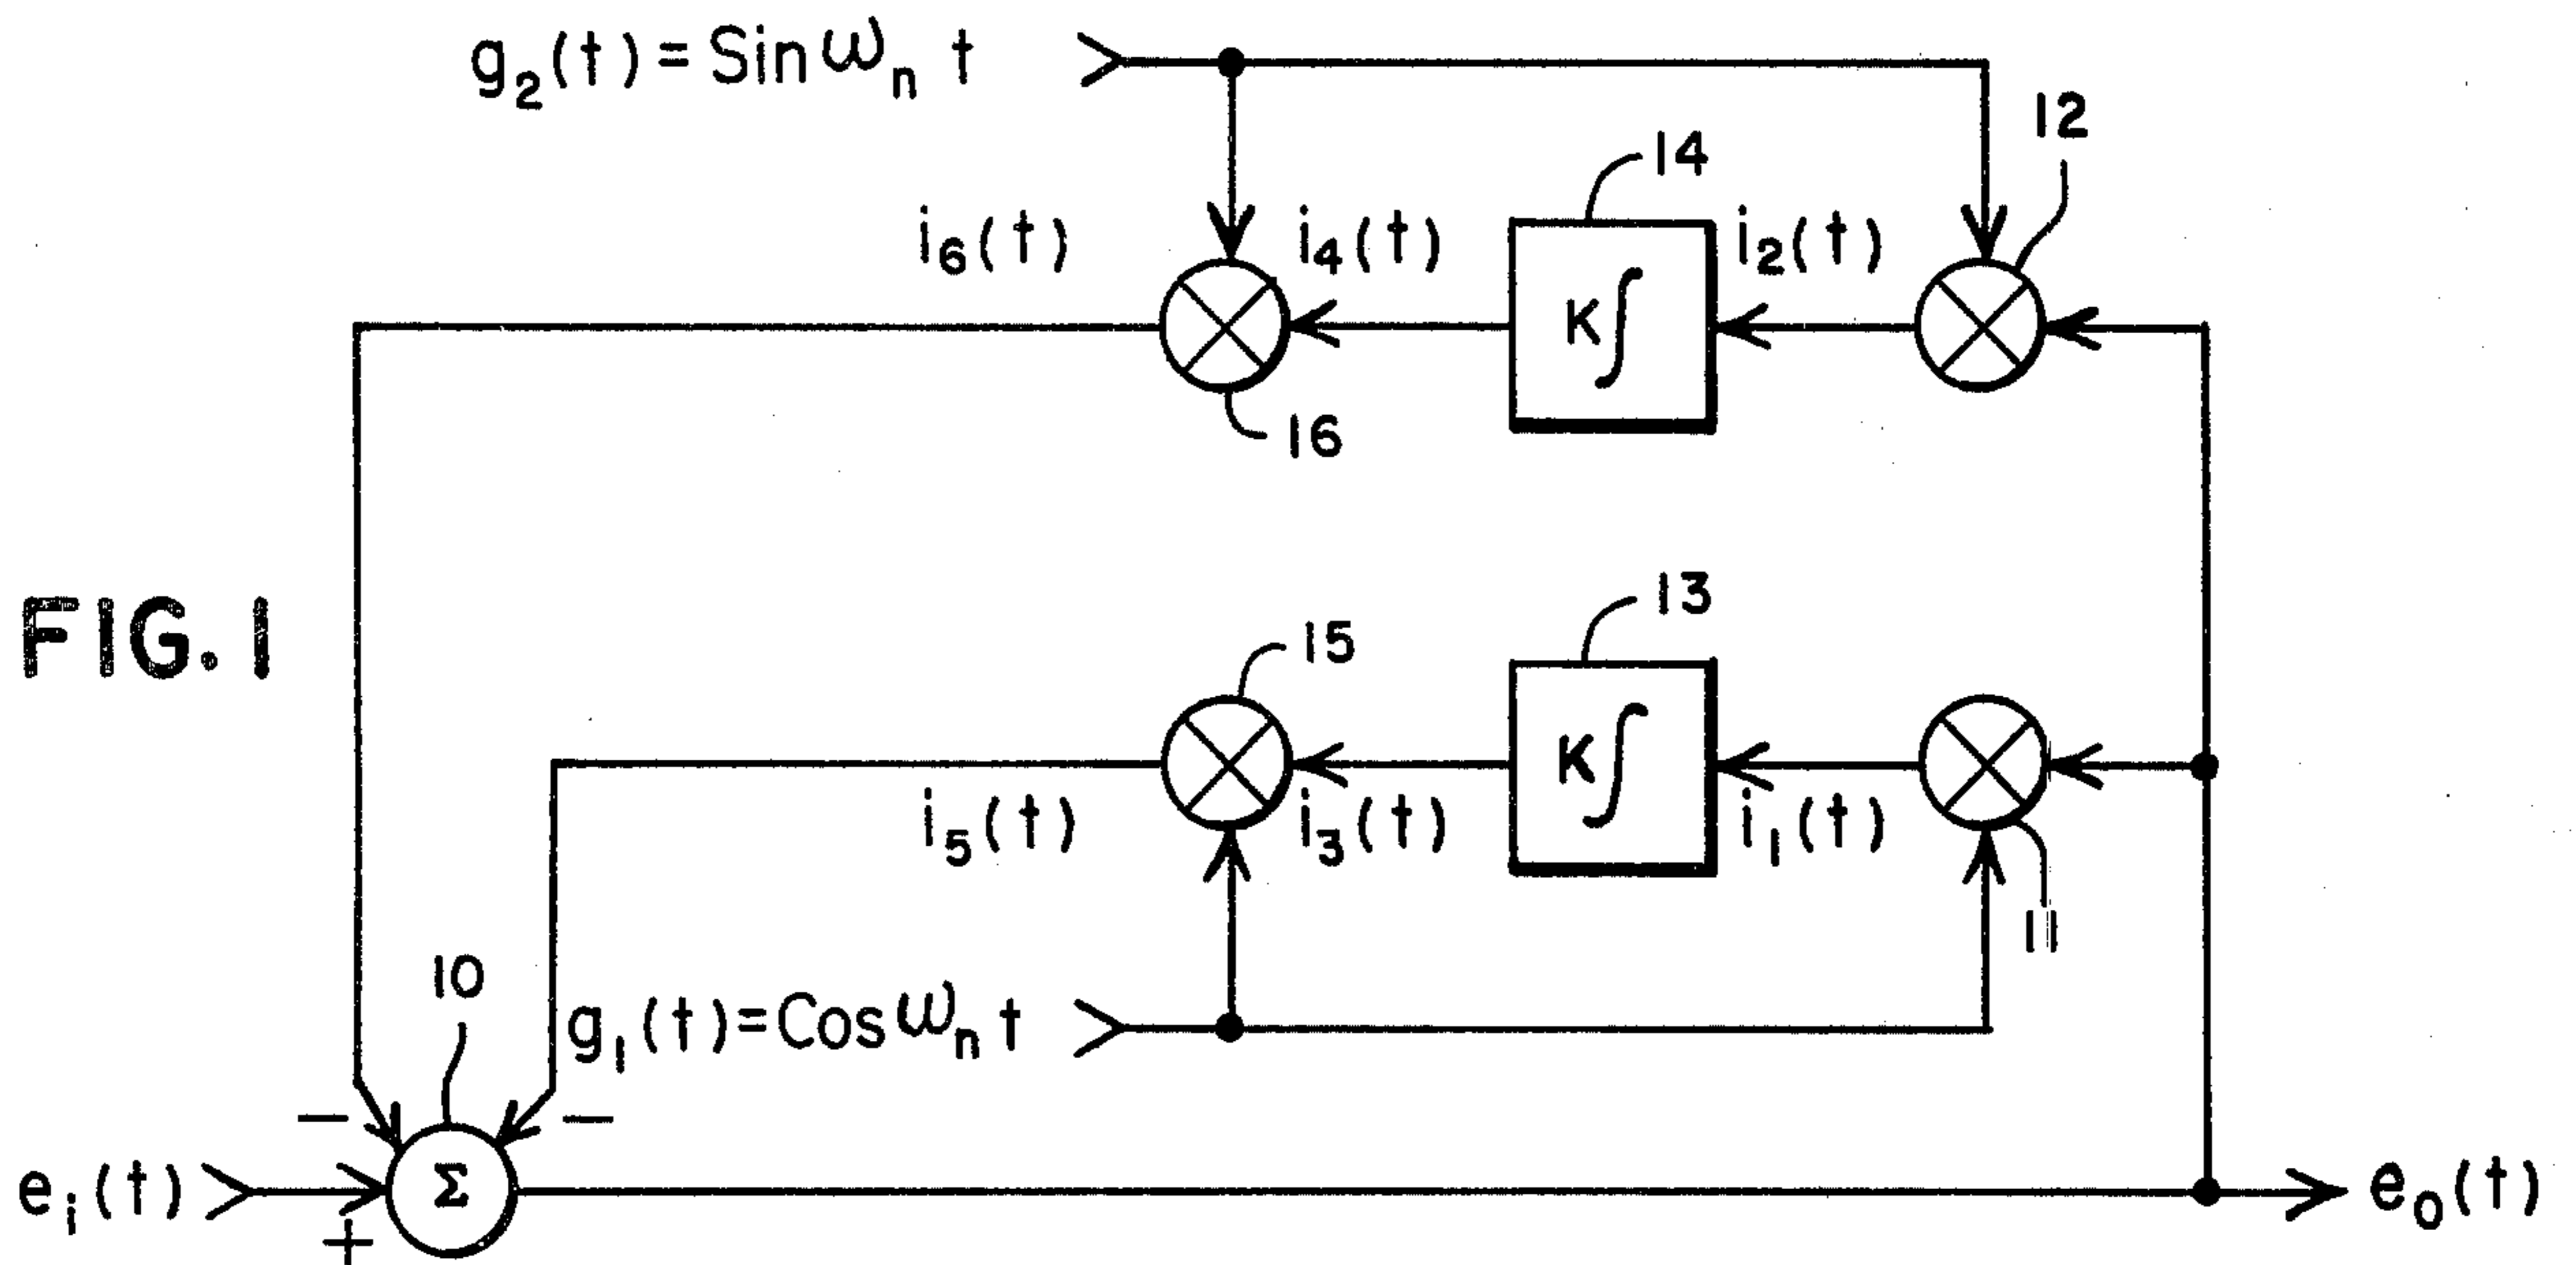 g₂(t) = Sin ωₙ t
12
14
i₆(t)
i₄(t)
i₂(t)
K∫
16
FIG. 1
13
15
K∫
i₅(t)
i₃(t)
i₁(t)
11
10
g₁(t) = Cos ωₙ t
− −
eᵢ(t)
Σ
e₀(t)
+